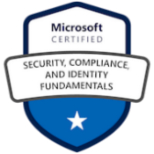 Microsoft
CERTIFIED
SECURITY, COMPLIANCE,
AND IDENTITY
FUNDAMENTALS